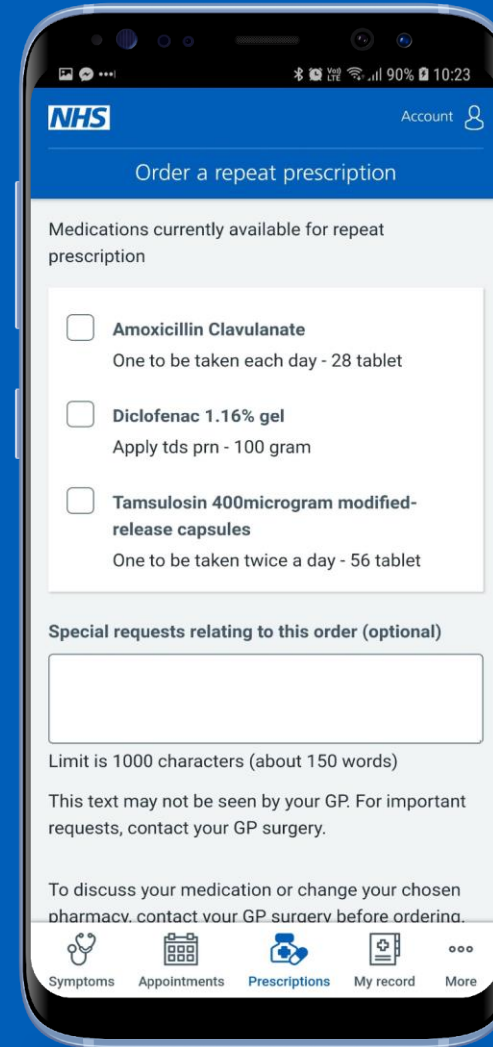 90% 10:23
NHS
Account
Order a repeat prescription
Medications currently available for repeat
prescription
Amoxicillin Clavulanate
One to be taken each day - 28 tablet
Diclofenac 1.16% gel
Apply tds prn - 100 gram
Tamsulosin 400microgram modified-
release capsules
One to be taken twice a day - 56 tablet
Special requests relating to this order (optional)
Limit is 1000 characters (about 150 words)
This text may not be seen by your GP. For important
requests, contact your GP surgery.
To discuss your medication or change your chosen
pharmacy, contact your GP surgery before ordering.
Symptoms Appointments Prescriptions My record More